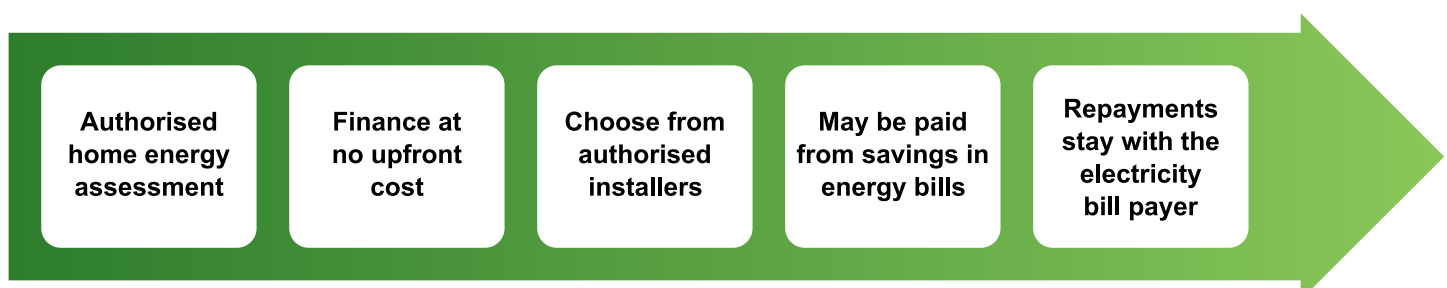 Authorised
home energy
assessment
Finance at
no upfront
cost
Choose from
authorised
installers
May be paid
from savings in
energy bills
Repayments
stay with the
electricity
bill payer